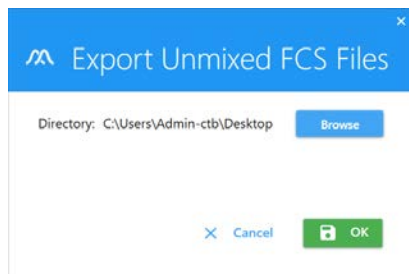 Export Unmixed FCS Files
Directory: C:\Users\Admin-ctb\Desktop Browse
Cancel OK